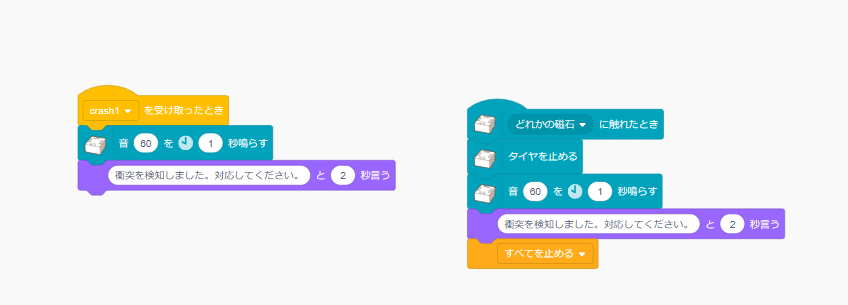 crash1 を受け取ったとき
音 60 を 1 秒鳴らす
衝突を検知しました。対応してください。 と 2 秒言う
どれかの磁石 に触れたとき
タイヤを止める
音 60 を 1 秒鳴らす
衝突を検知しました。対応してください。 と 2 秒言う
すべてを止める